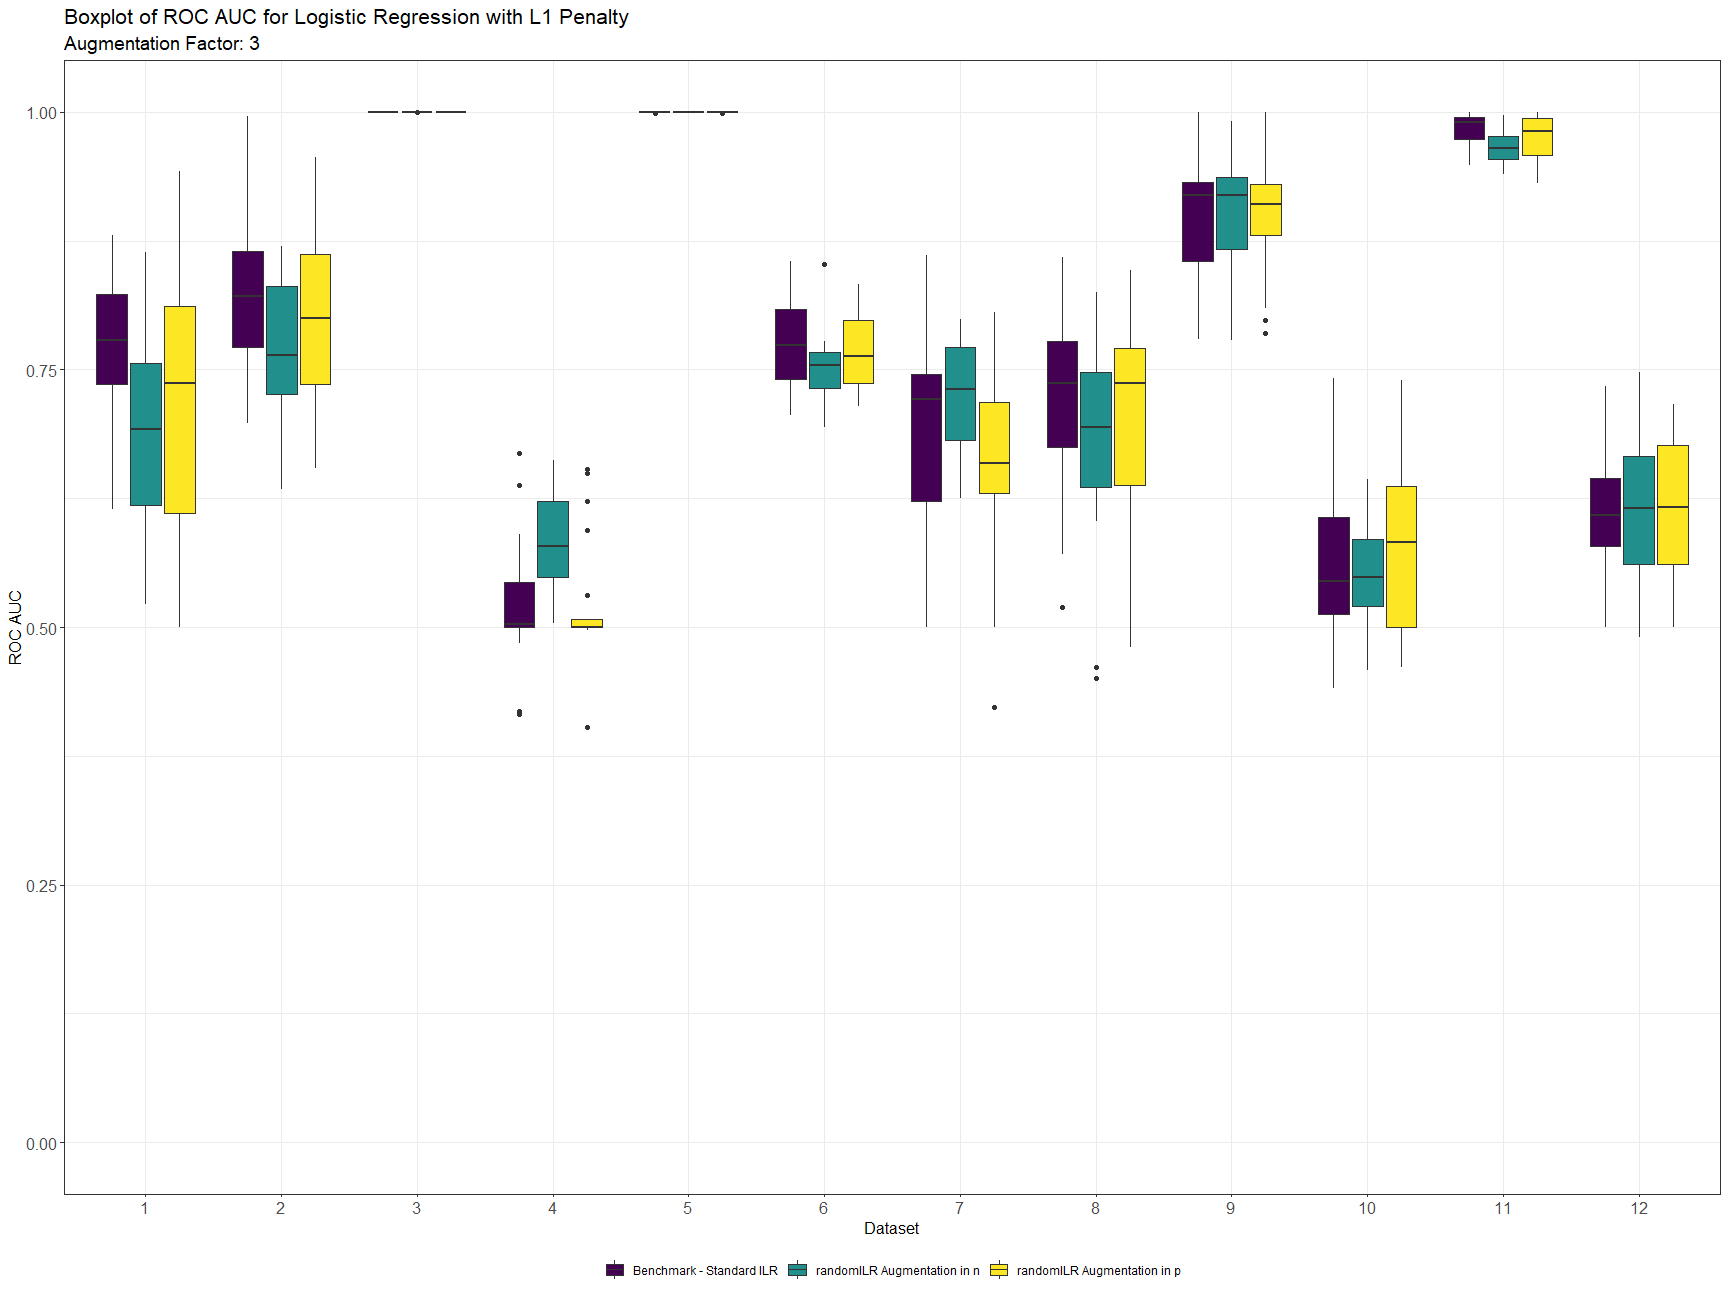 Boxplot of ROC AUC for Logistic Regression with L1 Penalty
Augmentation Factor: 3
ROC AUC
1.00
0.75
0.50
0.25
0.00
1 2 3 4 5 6 7 8 9 10 11 12
Dataset
Benchmark - Standard ILR randomILR Augmentation in n randomILR Augmentation in p